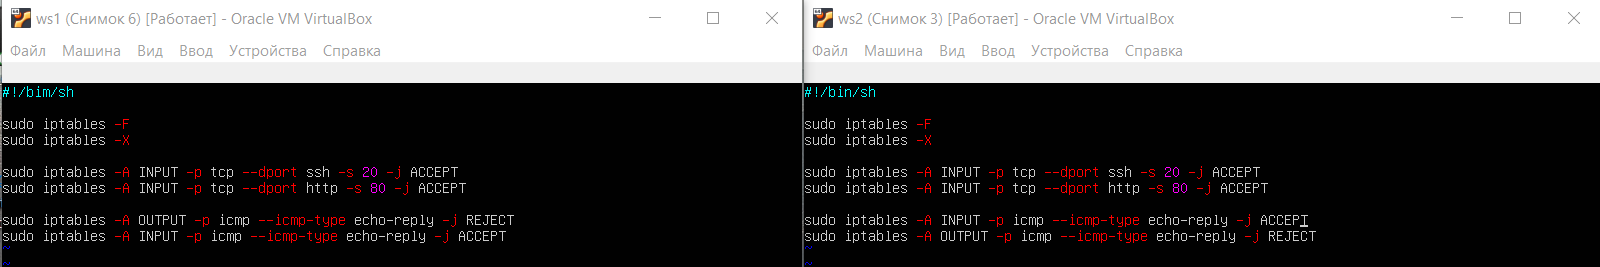 ws1 (Снимок 6) [Работает] - Oracle VM VirtualBox
Файл Машина Вид Ввод Устройства Справка
#!/bim/sh
sudo iptables -F
sudo iptables -X
sudo iptables -A INPUT -p tcp --dport ssh -s 20 -j ACCEPT
sudo iptables -A INPUT -p tcp --dport http -s 80 -j ACCEPT
sudo iptables -A OUTPUT -p icmp --icmp-type echo-reply -j REJECT
sudo iptables -A INPUT -p icmp --icmp-type echo-reply -j ACCEPT
~
~
ws2 (Снимок 3) [Работает] - Oracle VM VirtualBox
Файл Машина Вид Ввод Устройства Справка
#!/bin/sh
sudo iptables -F
sudo iptables -X
sudo iptables -A INPUT -p tcp --dport ssh -s 20 -j ACCEPT
sudo iptables -A INPUT -p tcp --dport http -s 80 -j ACCEPT
sudo iptables -A INPUT -p icmp --icmp-type echo-reply -j ACCEPT
sudo iptables -A OUTPUT -p icmp --icmp-type echo-reply -j REJECT
~
~